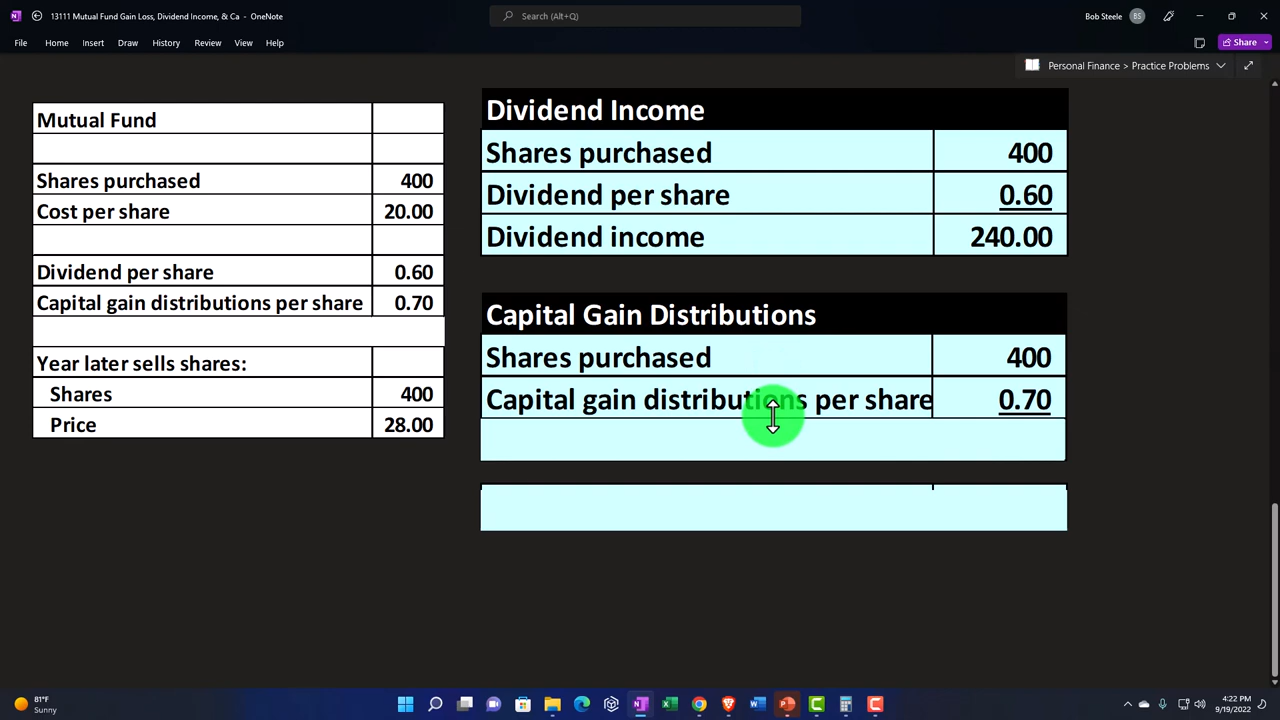 13111 Mutual Fund Gain Loss, Dividend Income, & Ca - OneNote
Search (Alt+Q)
Bob Steele
BS
File Home Insert Draw History Review View Help
Share
Personal Finance > Practice Problems
Mutual Fund
Shares purchased 400
Cost per share 20.00
Dividend per share 0.60
Capital gain distributions per share 0.70
Year later sells shares:
Shares 400
Price 28.00
Dividend Income
Shares purchased 400
Dividend per share 0.60
Dividend income 240.00
Capital Gain Distributions
Shares purchased 400
Capital gain distributions per share 0.70
81°F
Sunny
4:22 PM
9/19/2022